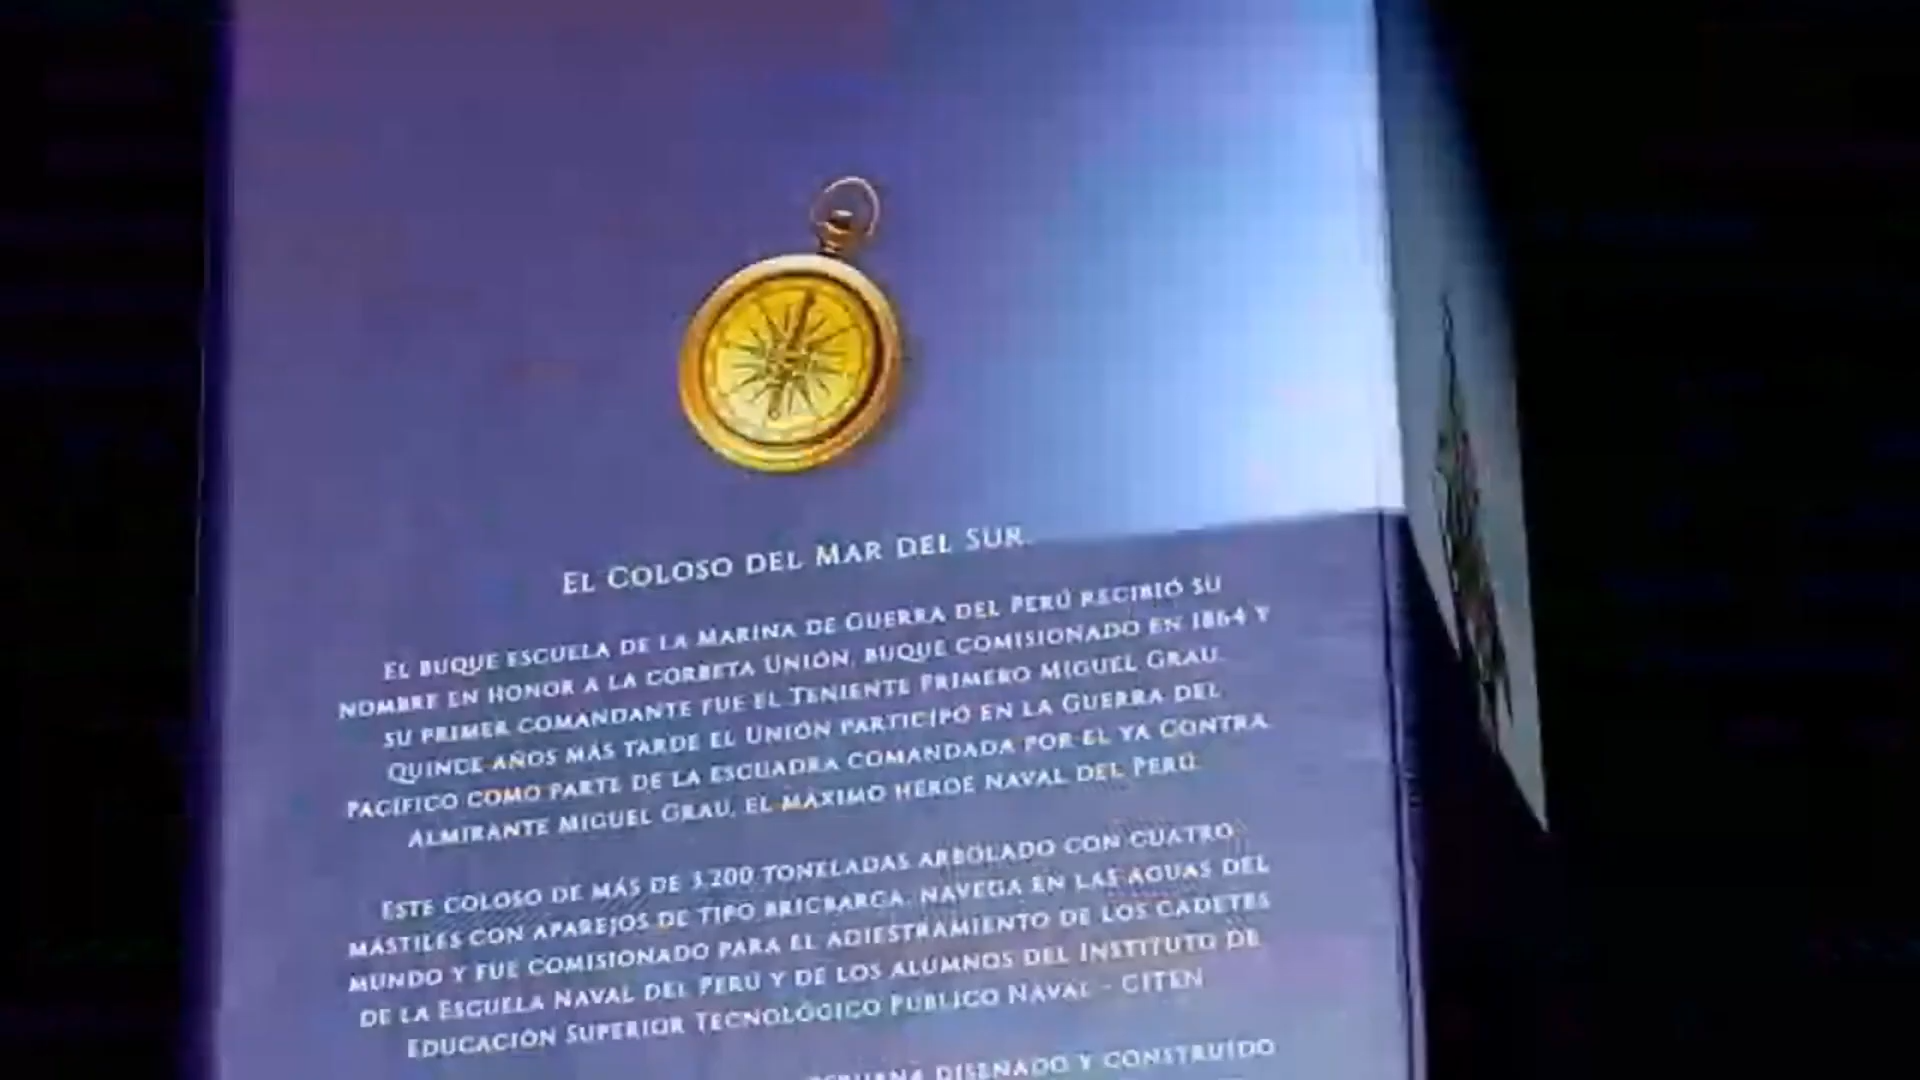 EL COLOSO DEL MAR DEL SUR.
EL BUQUE ESCUELA DE LA MARINA DE GUERRA DEL PERÚ RECIBIÓ SU
NOMBRE EN HONOR A LA CORBETA UNIÓN, BUQUE COMISIONADO EN 1864 Y
SU PRIMER COMANDANTE FUE EL TENIENTE PRIMERO MIGUEL GRAU.
QUINCE AÑOS MÁS TARDE EL UNIÓN PARTICIPÓ EN LA GUERRA DEL
PACÍFICO COMO PARTE DE LA ESCUADRA COMANDADA POR EL YA CONTRA
ALMIRANTE MIGUEL GRAU, EL MÁXIMO HÉROE NAVAL DEL PERÚ.
ESTE COLOSO DE MÁS DE 3,200 TONELADAS ARBOLADO CON CUATRO
MÁSTILES CON APAREJOS DE TIPO BRICBARCA, NAVEGA EN LAS AGUAS DEL
MUNDO Y FUE COMISIONADO PARA EL ADIESTRAMIENTO DE LOS CADETES
DE LA ESCUELA NAVAL DEL PERÚ Y DE LOS ALUMNOS DEL INSTITUTO DE
EDUCACIÓN SUPERIOR TECNOLÓGICO PÚBLICO NAVAL - CITEN
DISEÑADO Y CONSTRUIDO